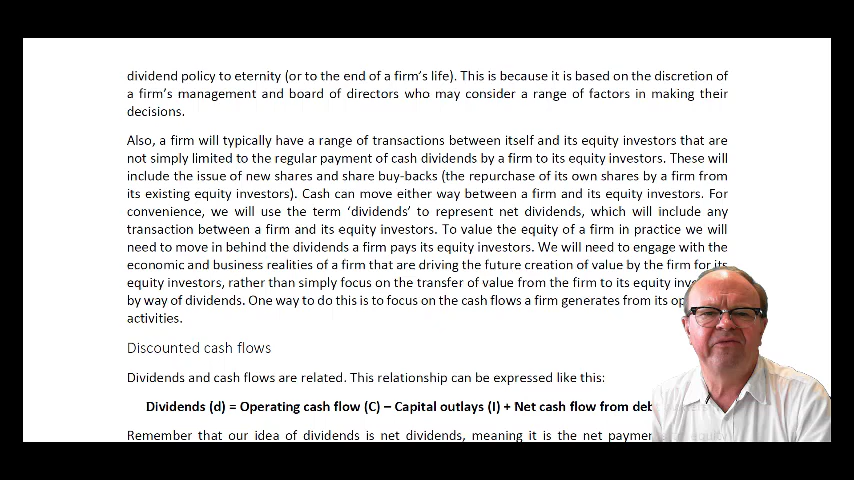 dividend policy to eternity (or to the end of a firm's life). This is because it is based on the discretion of
a firm's management and board of directors who may consider a range of factors in making their
decisions.
Also, a firm will typically have a range of transactions between itself and its equity investors that are
not simply limited to the regular payment of cash dividends by a firm to its equity investors. These will
include the issue of new shares and share buy-backs (the repurchase of its own shares by a firm from
its existing equity investors). Cash can move either way between a firm and its equity investors. For
convenience, we will use the term ‘dividends’ to represent net dividends, which will include any
transaction between a firm and its equity investors. To value the equity of a firm in practice we will
need to move in behind the dividends a firm pays its equity investors. We will need to engage with the
economic and business realities of a firm that are driving the future creation of value by the firm for its
equity investors, rather than simply focus on the transfer of value from the firm to its equity
by way of dividends. One way to do this is to focus on the cash flows a firm generates from its
activities.
Discounted cash flows
Dividends and cash flows are related. This relationship can be expressed like this:
Dividends (d) = Operating cash flow (C) – Capital outlays (I) + Net cash flow from
Remember that our idea of dividends is net dividends, meaning it is the net